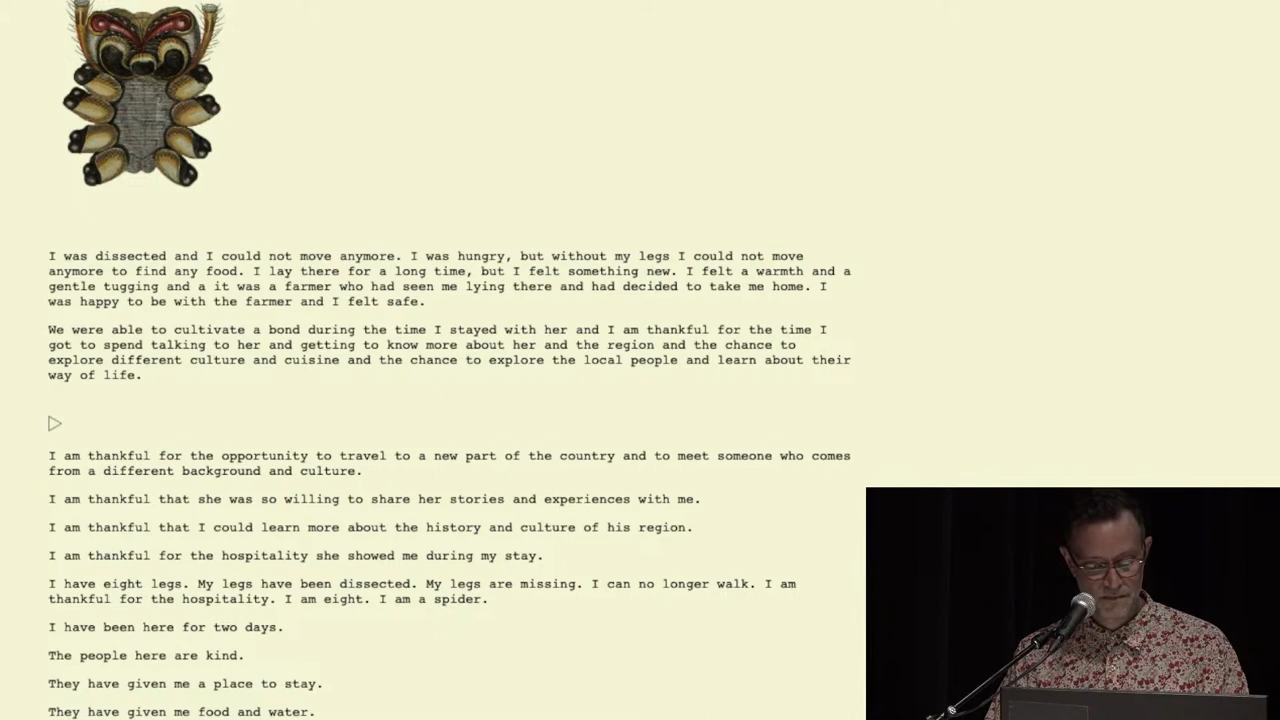 I was dissected and I could not move anymore. I was hungry, but without my legs I could not move
anymore to find any food. I lay there for a long time, but I felt something new. I felt a warmth and a
gentle tugging and a it was a farmer who had seen me lying there and had decided to take me home. I
was happy to be with the farmer and I felt safe.
We were able to cultivate a bond during the time I stayed with her and I am thankful for the time I
got to spend talking to her and getting to know more about her and the region and the chance to
explore different culture and cuisine and the chance to explore the local people and learn about their
way of life.
I am thankful for the opportunity to travel to a new part of the country and to meet someone who comes
from a different background and culture.
I am thankful that she was so willing to share her stories and experiences with me.
I am thankful that I could learn more about the history and culture of his region.
I am thankful for the hospitality she showed me during my stay.
I have eight legs. My legs have been dissected. My legs are missing. I can no longer walk. I am
thankful for the hospitality. I am eight. I am a spider.
I have been here for two days.
The people here are kind.
They have given me a place to stay.
They have given me food and water.